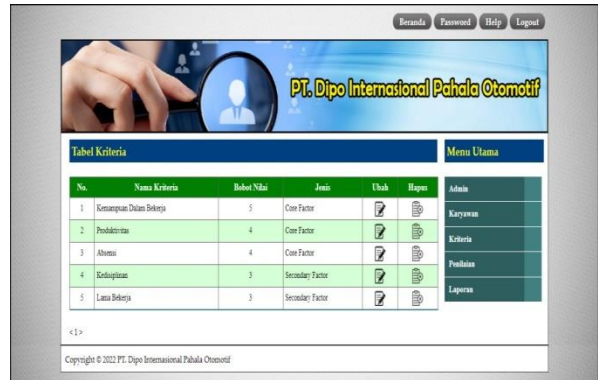 Beranda Password Help Logout
PT. Dipo Internasional Pahala Otomotif
Tabel Kriteria
Menu Utama
No. Nama Kriteria Bobot Nilai Jenis Ubah Hapus
1 Kemampuan Dalam Bekerja 5 Core Factor
2 Produktivitas 4 Core Factor
3 Absensi 4 Core Factor
4 Kedisiplinan 3 Secondary Factor
5 Lama Bekerja 3 Secondary Factor
Admin
Karyawan
Kriteria
Penilaian
Laporan
< 1 >
Copyright © 2022 PT. Dipo Internasional Pahala Otomotif